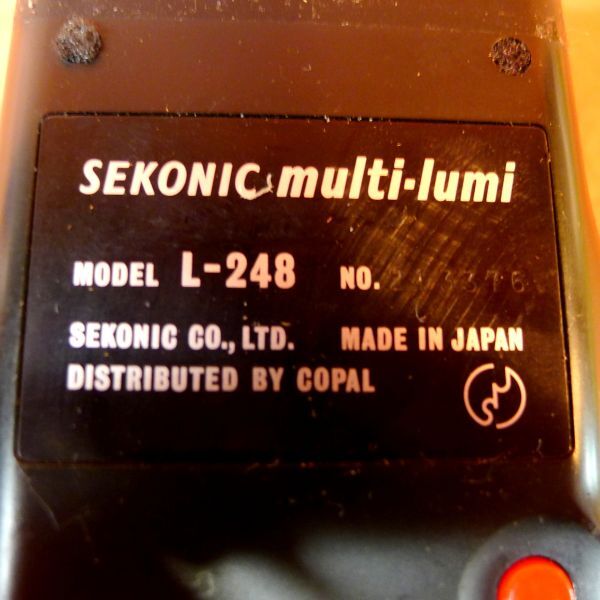 SEKONIC multi-lumi
MODEL L-248 NO.
SEKONIC CO., LTD. MADE IN JAPAN
DISTRIBUTED BY COPAL